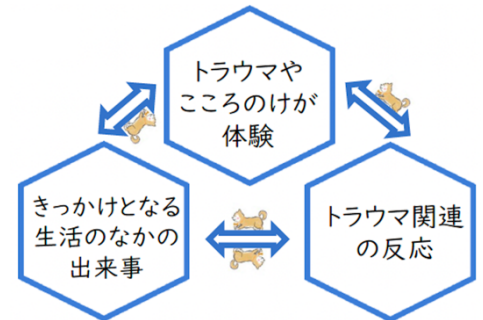 トラウマや
こころのけが
体験
きっかけとなる
生活のなかの
出来事
トラウマ関連
の反応